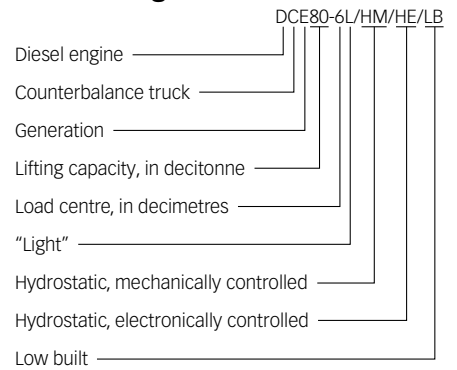 DCE80-6L/HM/HE/LB
Diesel engine
Counterbalance truck
Generation
Lifting capacity, in decitonne
Load centre, in decimetres
“Light”
Hydrostatic, mechanically controlled
Hydrostatic, electronically controlled
Low built